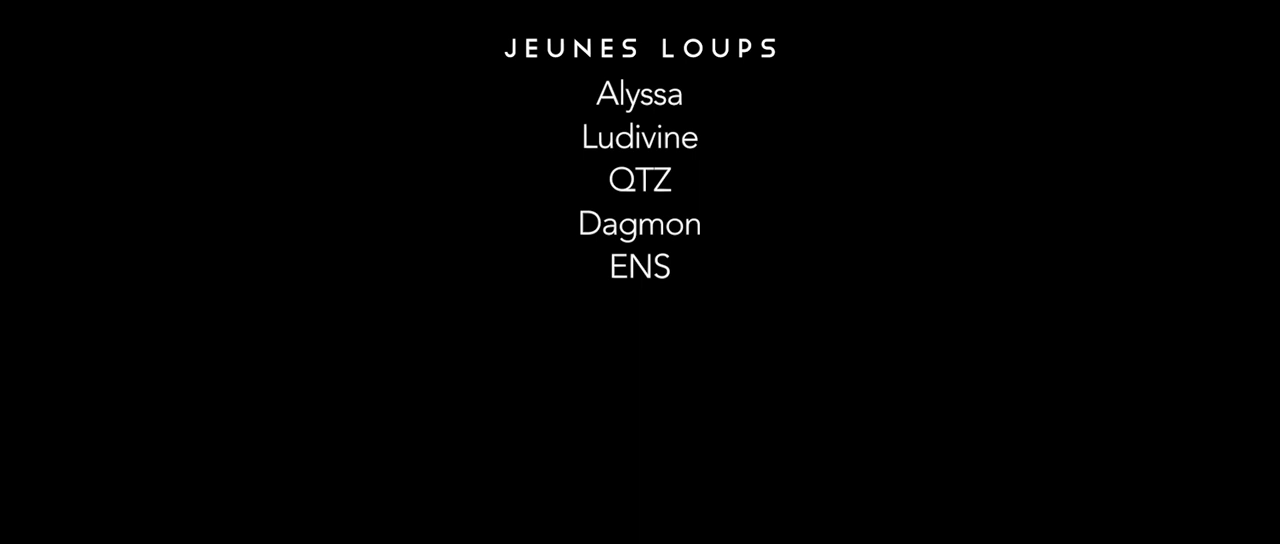 JEUNES LOUPS
Alyssa
Ludivine
QTZ
Dagmon
ENS